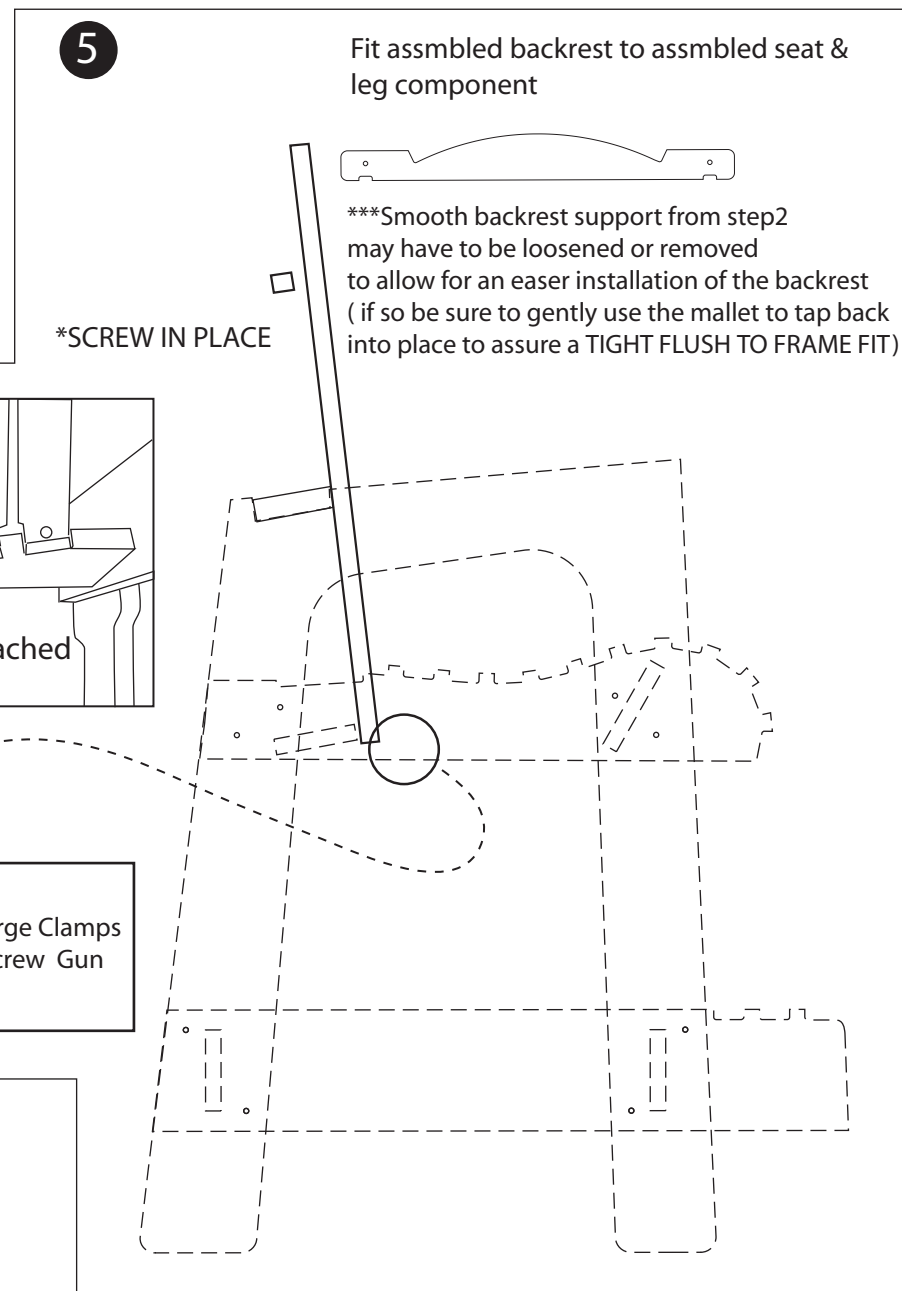 5
Fit assmbled backrest to assmbled seat &
leg component
***Smooth backrest support from step2
may have to be loosened or removed
to allow for an easer installation of the backrest
( if so be sure to gently use the mallet to tap back
into place to assure a TIGHT FLUSH TO FRAME FIT)
*SCREW IN PLACE
ached
rge Clamps
crew Gun